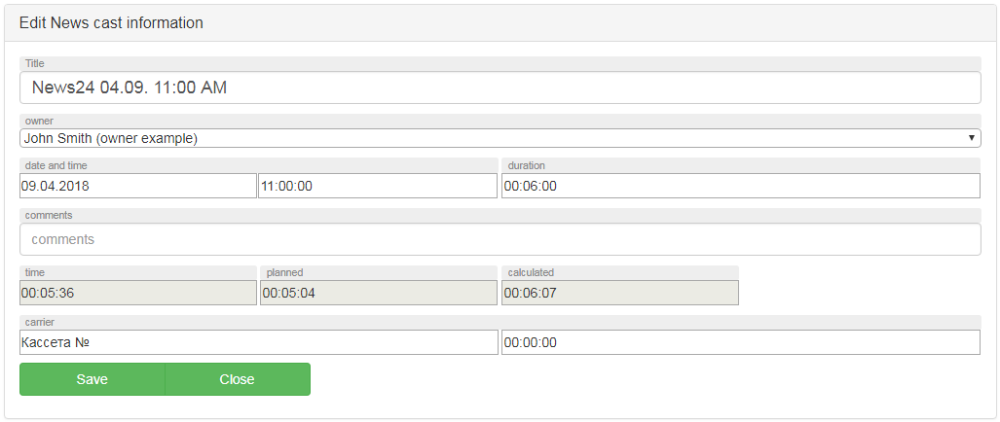 Edit News cast information
Title
News24 04.09. 11:00 AM
owner
John Smith (owner example)
date and time duration
09.04.2018 11:00:00 00:06:00
comments
comments
time planned calculated
00:05:36 00:05:04 00:06:07
carrier
Кассета № 00:00:00
Save Close